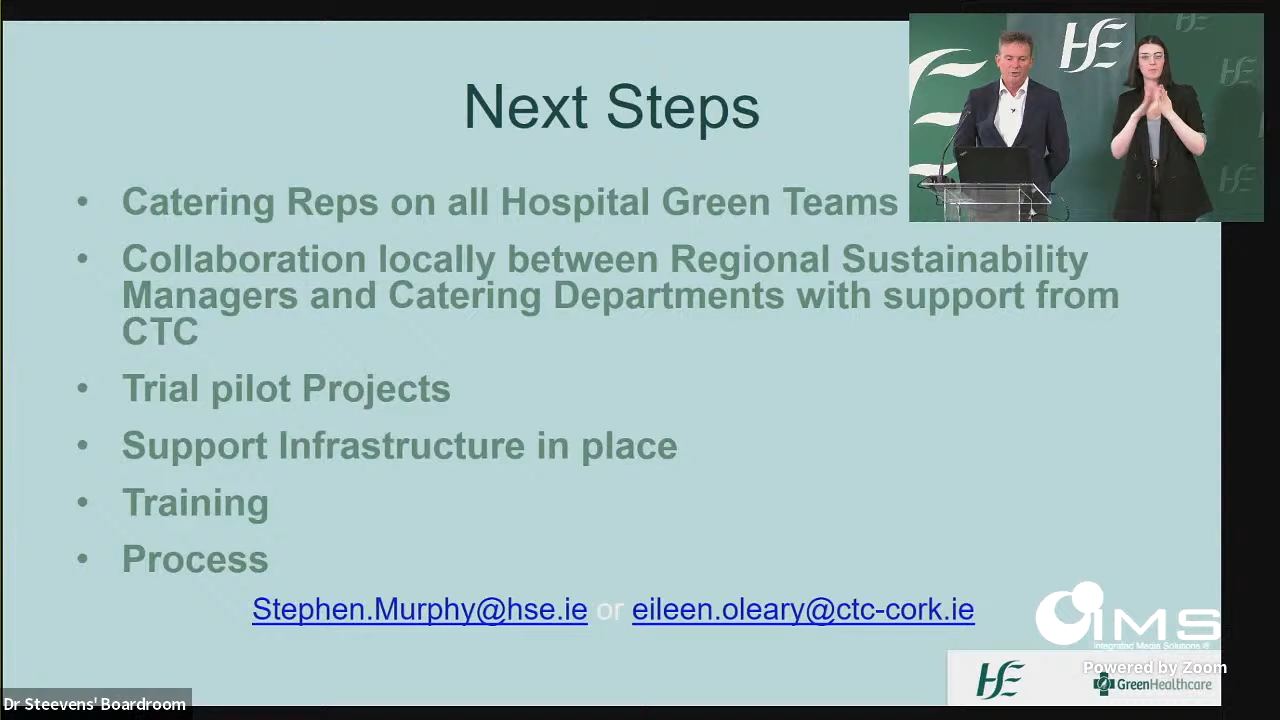 Next Steps
• Catering Reps on all Hospital Green Teams
• Collaboration locally between Regional Sustainability
Managers and Catering Departments with support from
CTC
• Trial pilot Projects
• Support Infrastructure in place
• Training
• Process
Stephen.Murphy@hse.ie or eileen.oleary@ctc-cork.ie
HSE
iMS
Integrated Media Solutions
Powered by Zoom
HSE
GreenHealthcare
Dr Steevens' Boardroom